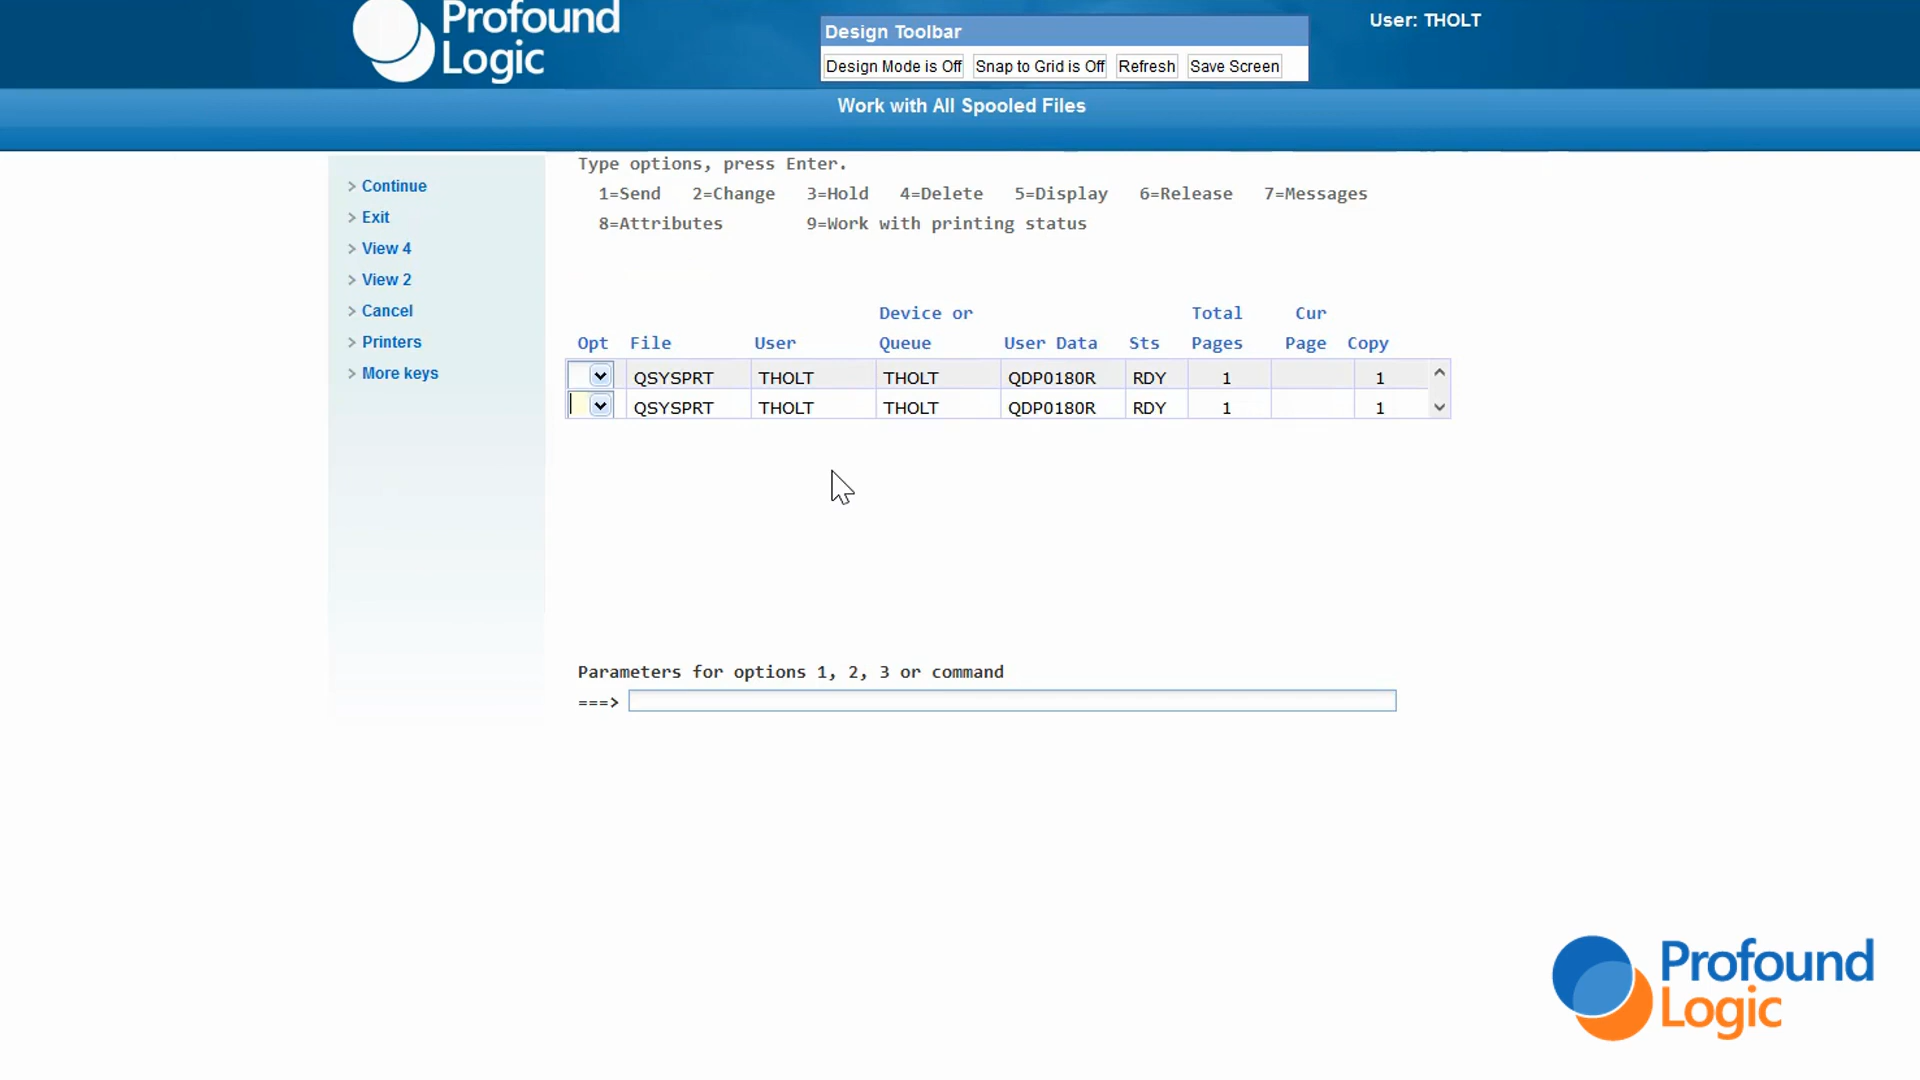 Profound
Logic
Design Toolbar
Design Mode is Off Snap to Grid is Off Refresh Save Screen
User: THOLT
Work with All Spooled Files
> Continue
> Exit
> View 4
> View 2
> Cancel
> Printers
> More keys
Type options, press Enter.
1=Send 2=Change 3=Hold 4=Delete 5=Display 6=Release 7=Messages
8=Attributes 9=Work with printing status
Device or Total Cur
Opt File User Queue User Data Sts Pages Page Copy
QSYSPRT THOLT THOLT QDP0180R RDY 1 1
QSYSPRT THOLT THOLT QDP0180R RDY 1 1
Parameters for options 1, 2, 3 or command
===>
Profound
Logic